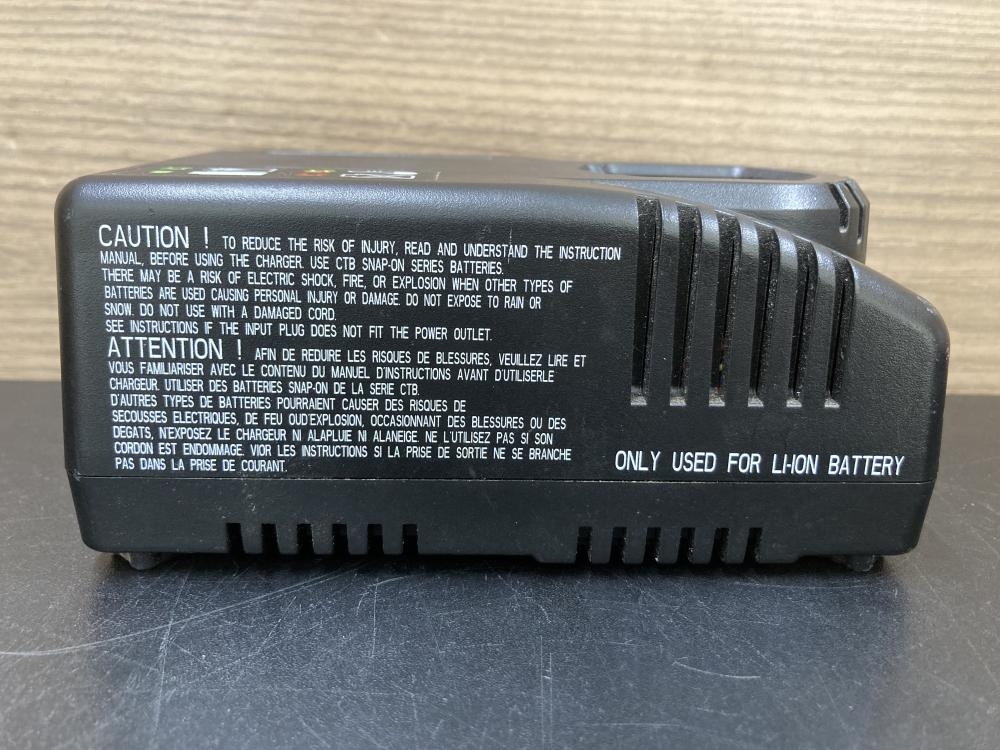 CAUTION ! TO REDUCE THE RISK OF INJURY, READ AND UNDERSTAND THE INSTRUCTION
MANUAL, BEFORE USING THE CHARGER. USE CTB SNAP-ON SERIES BATTERIES.
THERE MAY BE A RISK OF ELECTRIC SHOCK, FIRE, OR EXPLOSION WHEN OTHER TYPES OF
BATTERIES ARE USED CAUSING PERSONAL INJURY OR DAMAGE. DO NOT EXPOSE TO RAIN OR
SNOW. DO NOT USE WITH A DAMAGED CORD.
SEE INSTRUCTIONS IF THE INPUT PLUG DOES NOT FIT THE POWER OUTLET.
ATTENTION ! AFIN DE REDUIRE LES RISQUES DE BLESSURES, VEUILLEZ LIRE ET
VOUS FAMILIARISER AVEC LE CONTENU DU MANUEL D'INSTRUCTIONS AVANT D'UTILISERLE
CHARGEUR. UTILISER DES BATTERIES SNAP-ON DE LA SERIE CTB.
D'AUTRES TYPES DE BATTERIES POURRAIENT CAUSER DES RISQUES DE
SECOUSSES ELECTRIQUES, DE FEU OUD'EXPLOSION, OCCASIONNANT DES BLESSURES OU DES
DEGATS, N'EXPOSEZ LE CHARGEUR NI ALAPLUIE NI ALANEIGE. NE L'UTILISEZ PAS SI SON
CORDON EST ENDOMMAGE. VIOR LES INSTRUCTIONS SI LA PRISE DE SORTIE NE SE BRANCHE
PAS DANS LA PRISE DE COURANT.
ONLY USED FOR LI-ION BATTERY